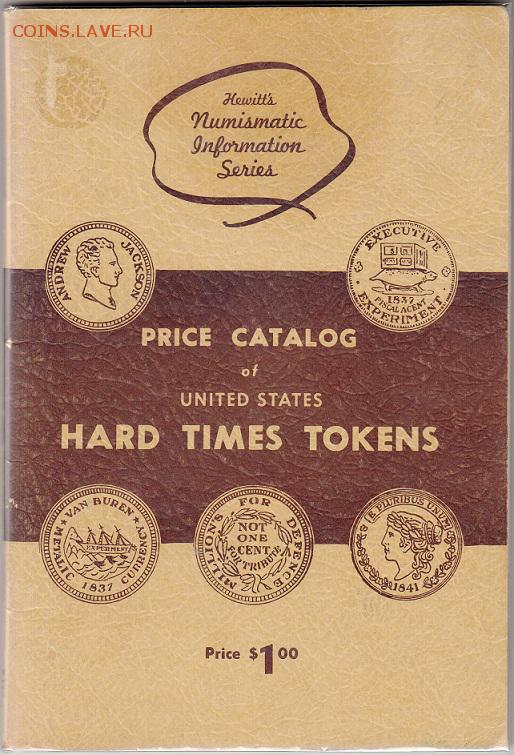 COINS.LAVE.RU
Hewitt's
Numismatic
Information
Series
ANDREW JACKSON
EXECUTIVE
1837
FISCAL AGENT
EXPERIMENT
PRICE CATALOG
of
UNITED STATES
HARD TIMES TOKENS
★ VAN BUREN ★
EXPERIMENT
METALLIC 1837 CURRENCY
MILLIONS FOR DEFENCE
NOT
ONE
CENT
FOR TRIBUTE
E PLURIBUS UNUM
1841
Price $100